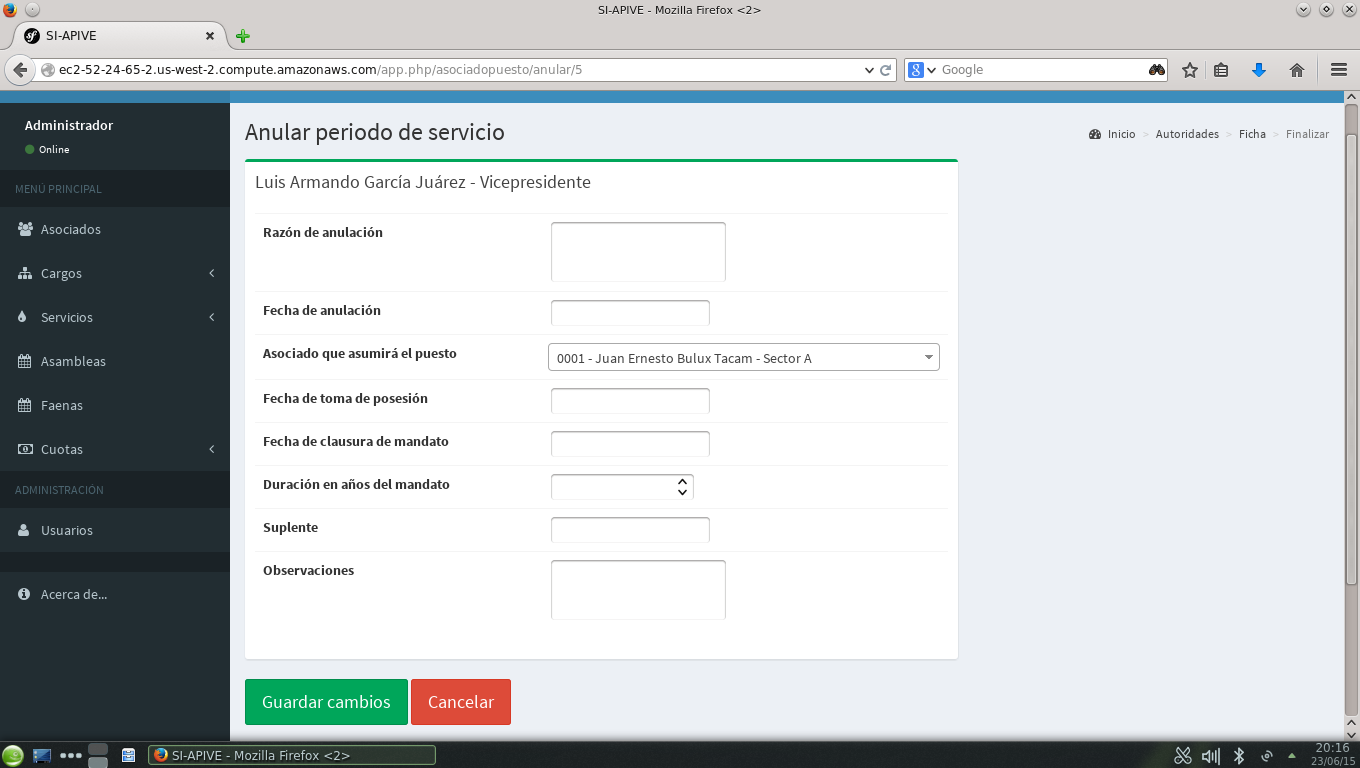 SI-APIVE - Mozilla Firefox <2>
SI-APIVE
ec2-52-24-65-2.us-west-2.compute.amazonaws.com/app.php/asociadopuesto/anular/5
Google
Administrador
Online
MENÚ PRINCIPAL
Asociados
Cargos
Servicios
Asambleas
Faenas
Cuotas
ADMINISTRACIÓN
Usuarios
Acerca de...
Anular periodo de servicio
Inicio > Autoridades > Ficha > Finalizar
Luis Armando García Juárez - Vicepresidente
Razón de anulación
Fecha de anulación
Asociado que asumirá el puesto
0001 - Juan Ernesto Bulux Tacam - Sector A
Fecha de toma de posesión
Fecha de clausura de mandato
Duración en años del mandato
Suplente
Observaciones
Guardar cambios
Cancelar
SI-APIVE - Mozilla Firefox <2>
20:16
23/06/15